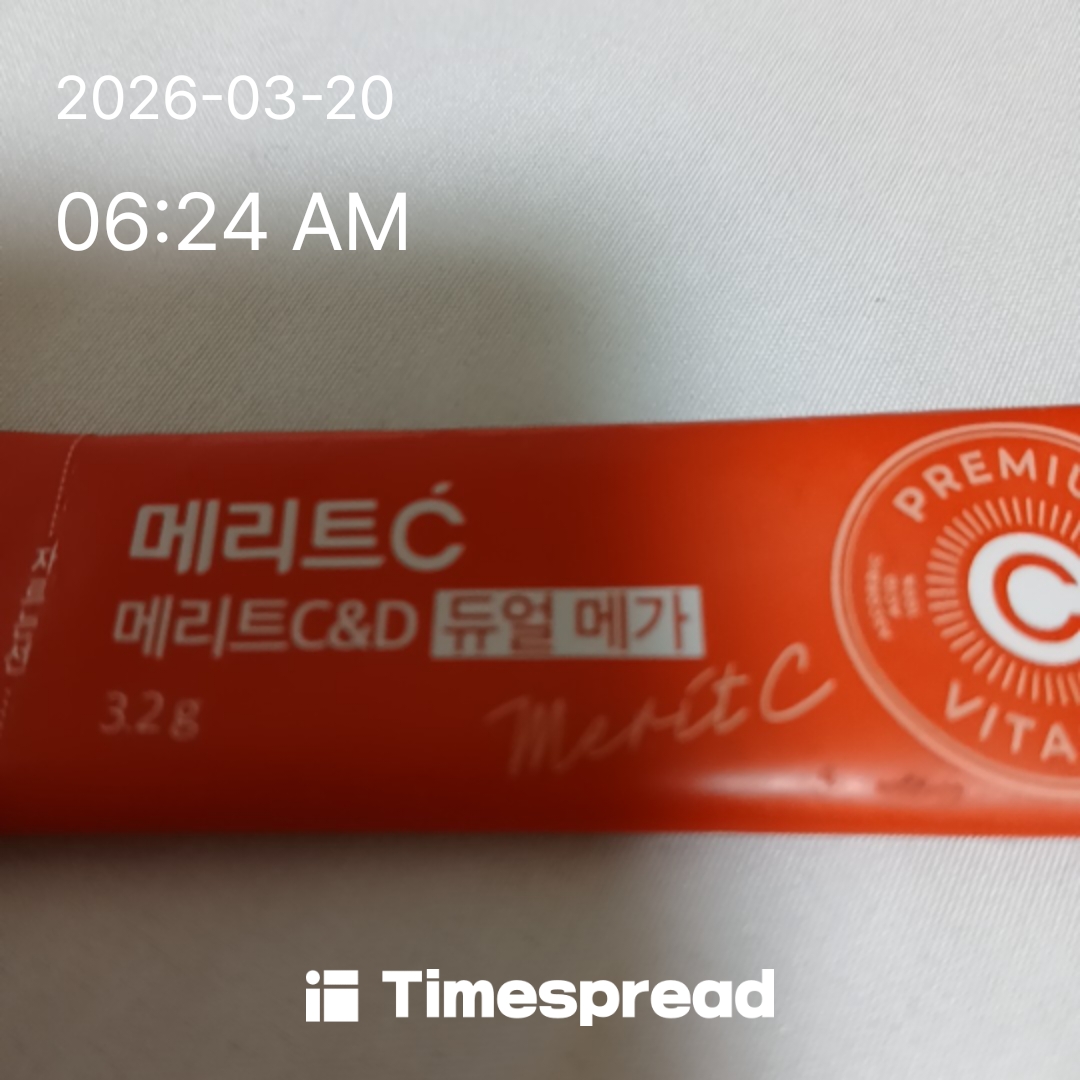 2026-03-20
06:24 AM
메리트C
메리트C&D 듀얼 메가
3.2g
Merit C
PREMIU
C
VITA
Timespread